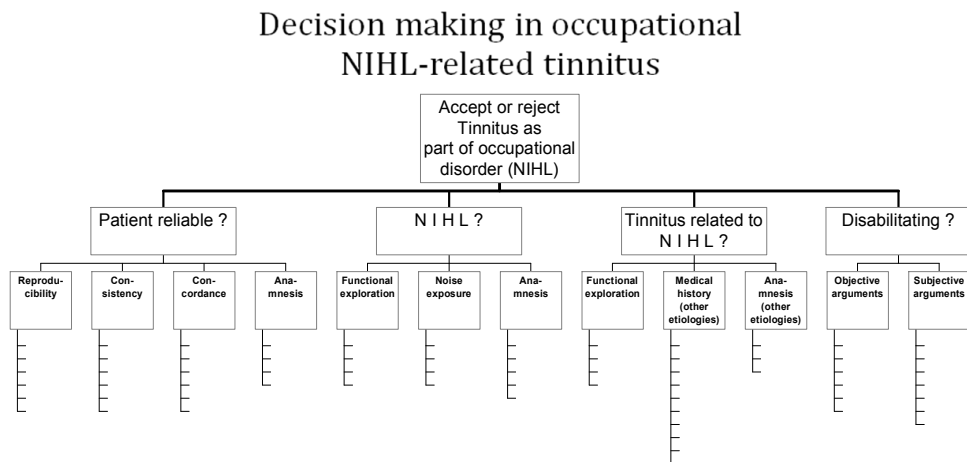 Decision making in occupational
NIHL-related tinnitus
Accept or reject
Tinnitus as
part of occupational
disorder (NIHL)
Patient reliable ?
N I H L ?
Tinnitus related to
N I H L ?
Disabilitating ?
Reprodu-
cibility
Con-
sistency
Con-
cordance
Ana-
mnesis
Functional
exploration
Noise
exposure
Ana-
mnesis
Functional
exploration
Medical
history
(other
etiologies)
Ana-
mnesis
(other
etiologies)
Objective
arguments
Subjective
arguments